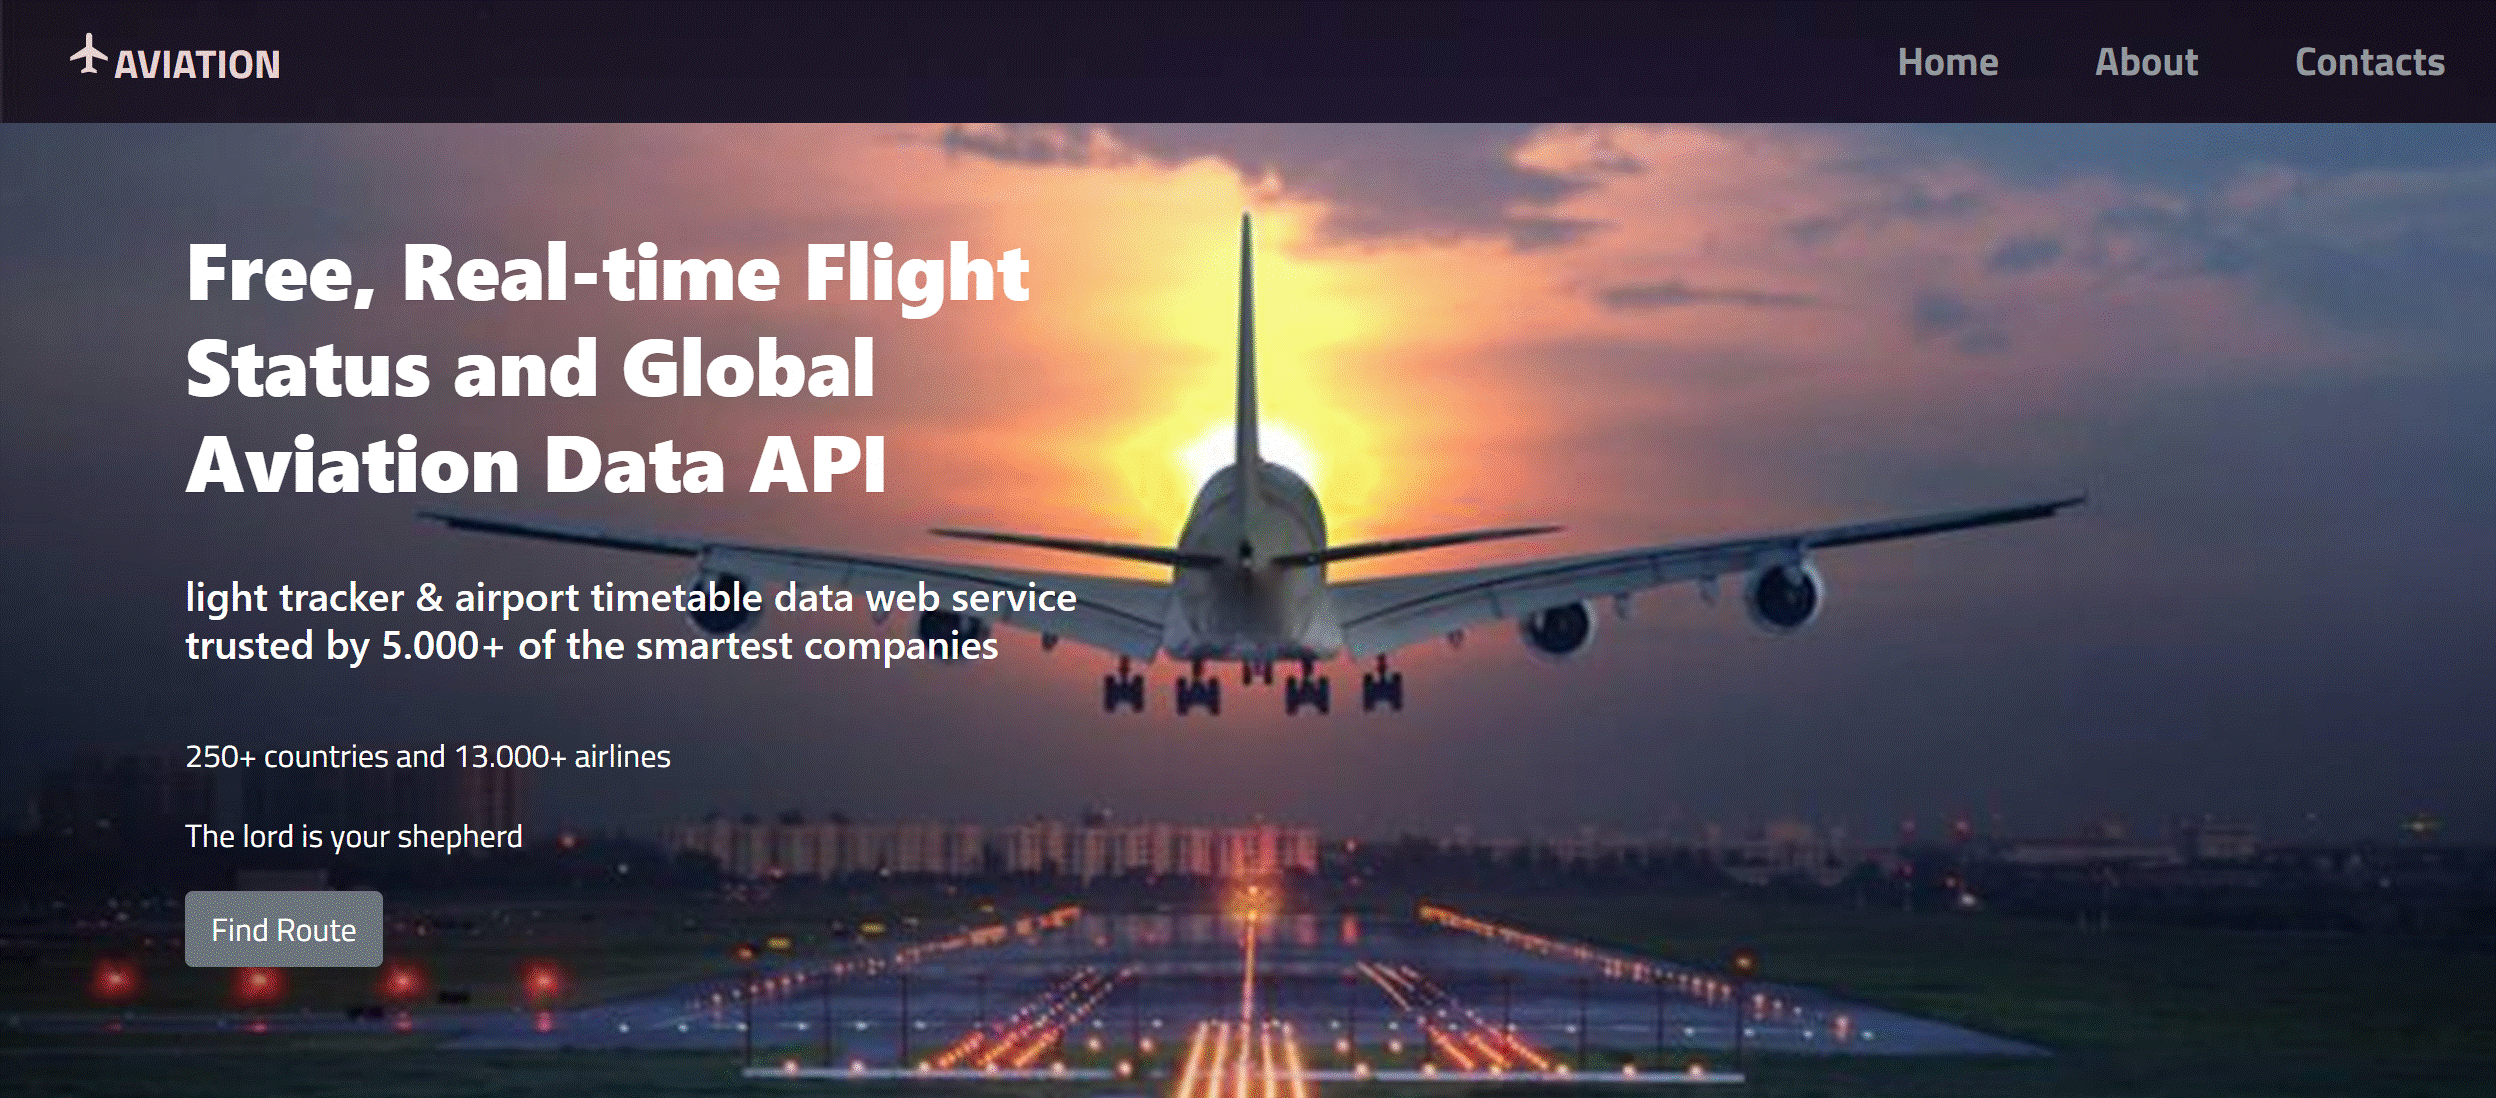 AVIATION
Home
About
Contacts
Free, Real-time Flight
Status and Global
Aviation Data API
light tracker & airport timetable data web service
trusted by 5.000+ of the smartest companies
250+ countries and 13.000+ airlines
The lord is your shepherd
Find Route